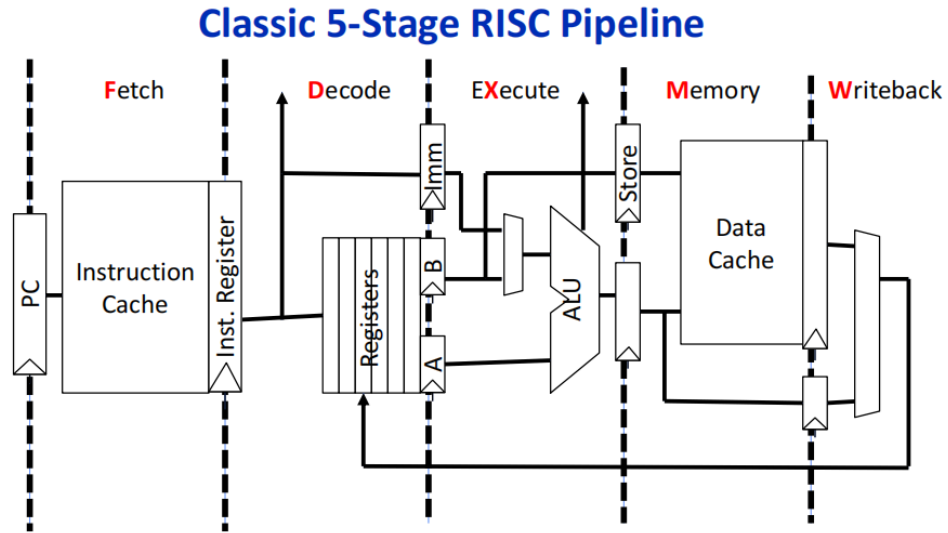 Classic 5-Stage RISC Pipeline
Fetch
Decode
EXecute
Memory
Writeback
PC
Instruction
Cache
Inst. Register
Registers
Imm
B
A
ALU
Store
Data
Cache